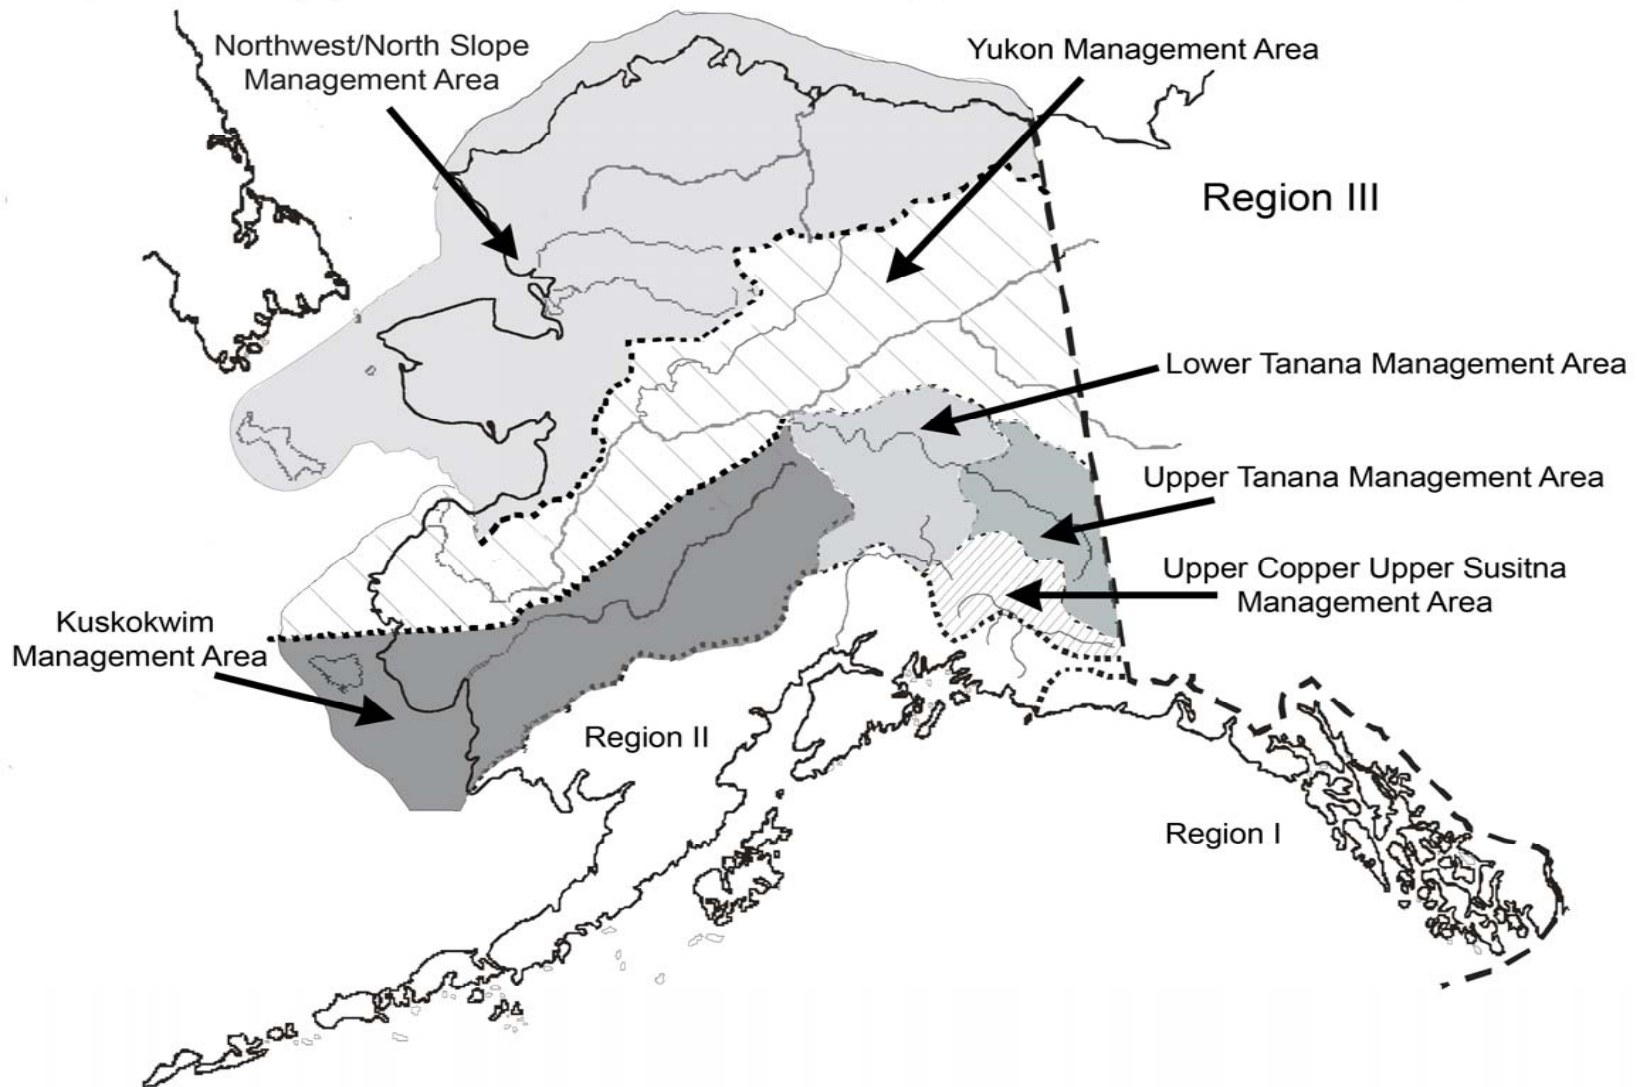 Northwest/North Slope
Management Area
Yukon Management Area
Region III
Lower Tanana Management Area
Upper Tanana Management Area
Upper Copper Upper Susitna
Management Area
Kuskokwim
Management Area
Region II
Region I